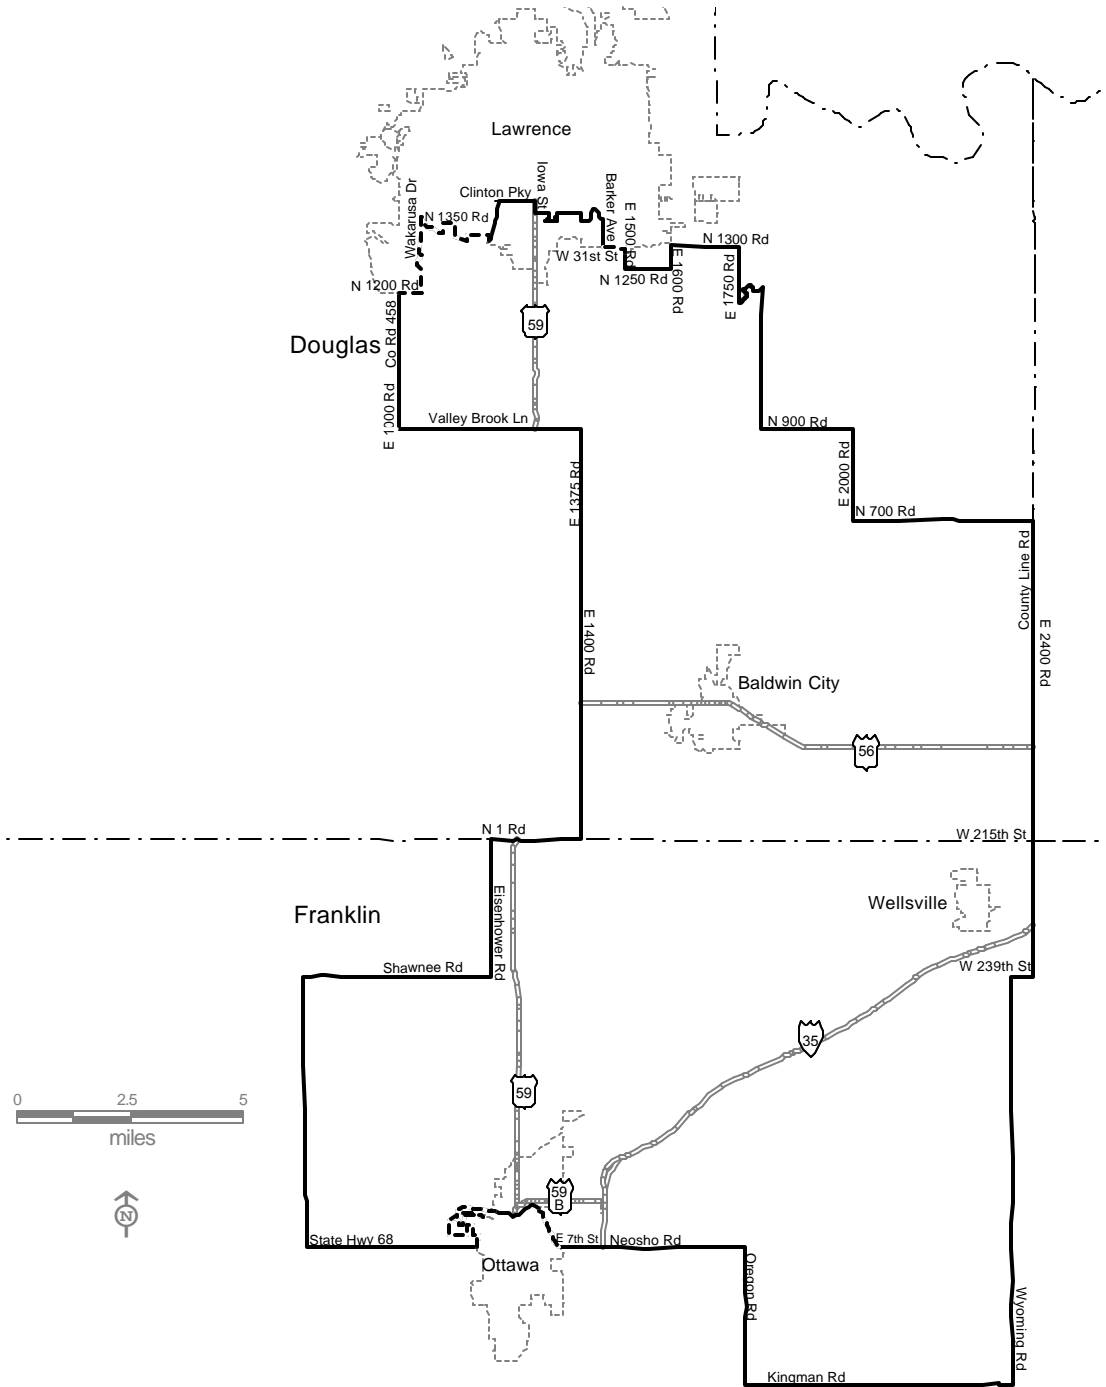 Lawrence
Iowa St
Clinton Pky
Wakarusa Dr
Barker Ave
E 1500 Rd
N 1350 Rd
W 31st St
N 1300 Rd
N 1250 Rd
E 1600 Rd
E 1750 Rd
N 1200 Rd
Co Rd 458
59
Douglas
E 1000 Rd
Valley Brook Ln
N 900 Rd
E 1375 Rd
E 2000 Rd
N 700 Rd
County Line Rd
E 1400 Rd
E 2400 Rd
Baldwin City
56
N 1 Rd
W 215th St
Franklin
Eisenhower Rd
Wellsville
Shawnee Rd
W 239th St
35
59
0 2.5 5
miles
N
59
B
State Hwy 68
E 7th St
Neosho Rd
Ottawa
Oregon Rd
Wyoming Rd
Kingman Rd